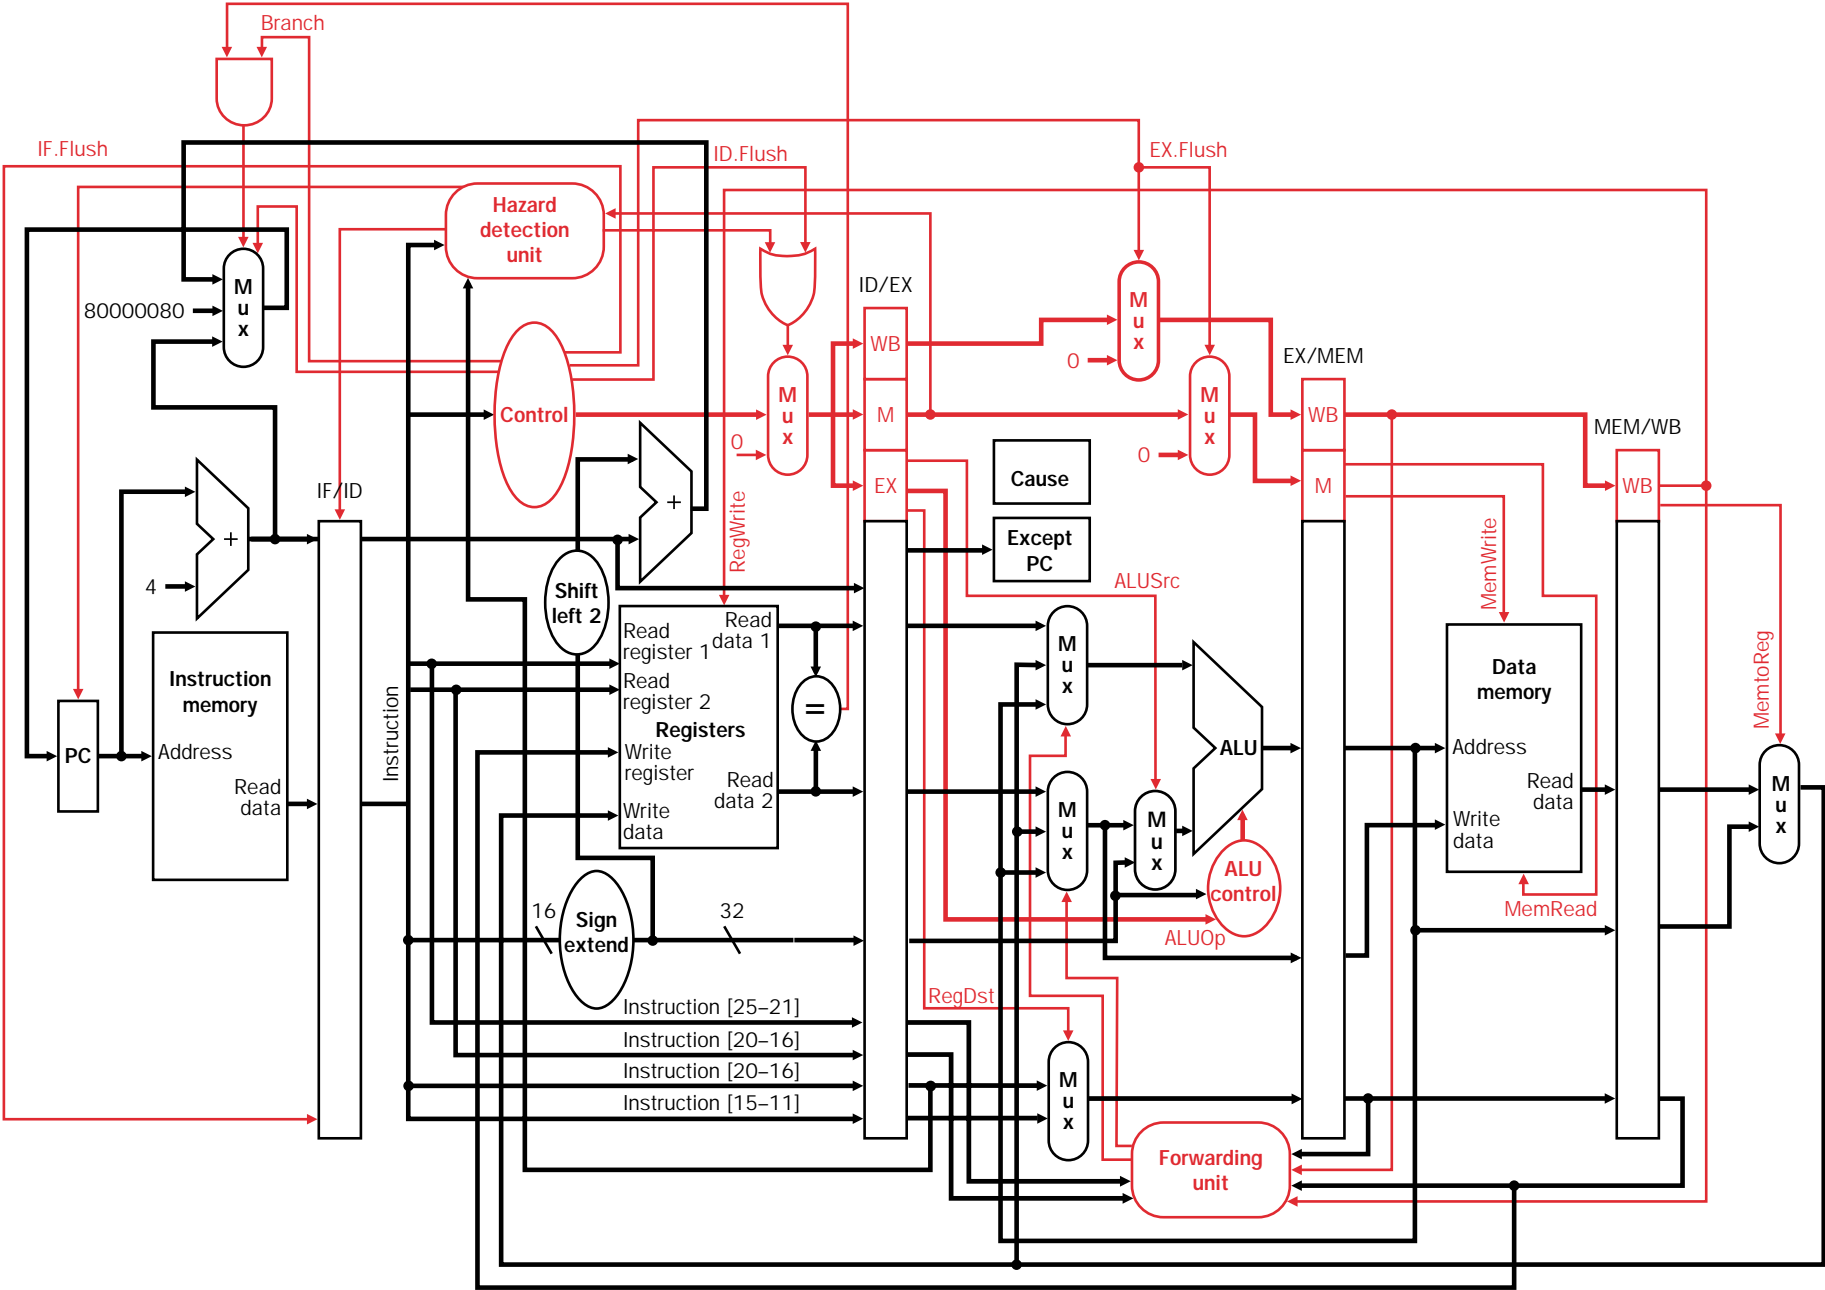 Branch
IF.Flush
ID.Flush
EX.Flush
Hazard
detection
unit
M
u
x
80000080
ID/EX
M
u
x
0
WB
EX/MEM
Control
M
u
x
0
M
M
u
x
0
WB
MEM/WB
EX
Cause
M
WB
IF/ID
+
+
4
Except
PC
RegWrite
Shift
left 2
ALUSrc
MemWrite
MemtoReg
Instruction
memory
PC
Address
Read
data
Instruction
Read
register 1
Read
data 1
Read
register 2
Registers
Write
register
Read
data 2
Write
data
=
M
u
x
M
u
x
M
u
x
ALU
ALU
control
ALUOp
Data
memory
Address
Read
data
Write
data
MemRead
M
u
x
16
Sign
extend
32
RegDst
Instruction [25–21]
Instruction [20–16]
Instruction [20–16]
Instruction [15–11]
M
u
x
Forwarding
unit